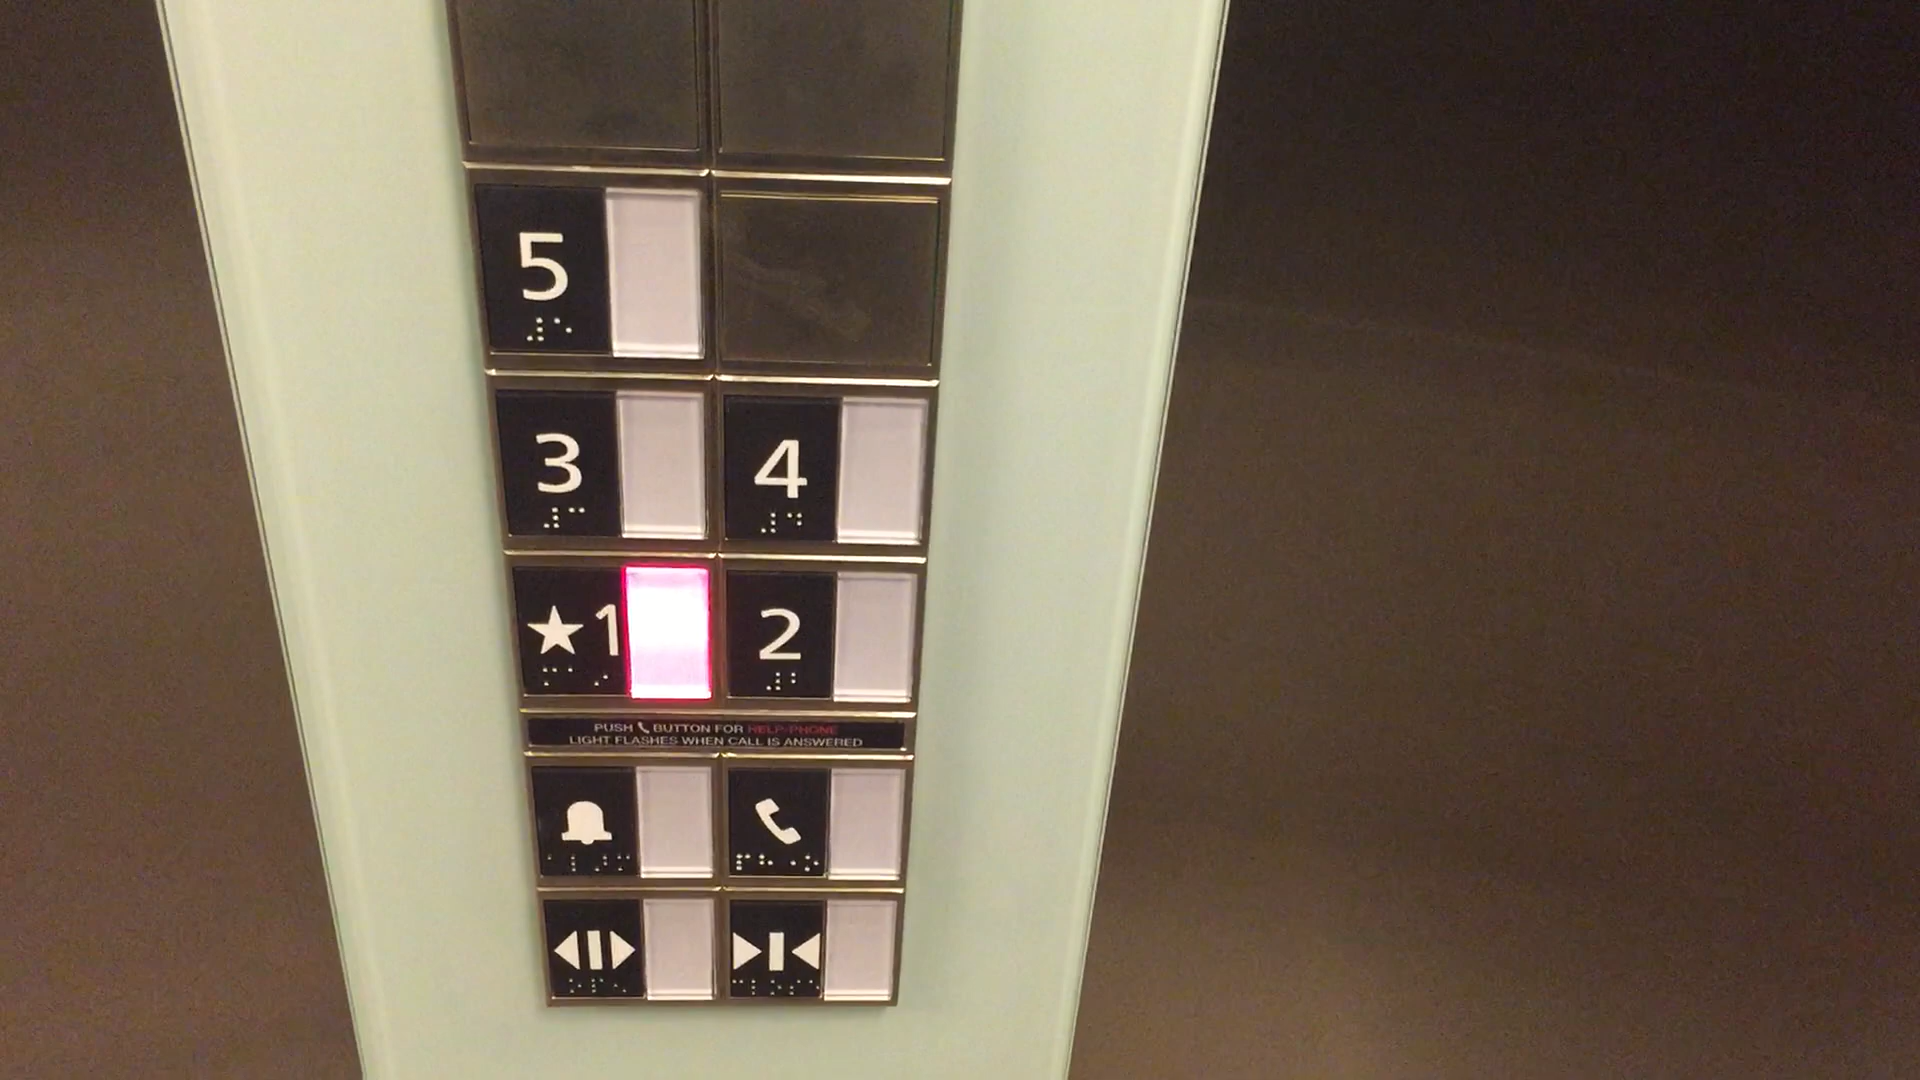 5
3 4
★1 2
PUSH 📞 BUTTON FOR HELP-PHONE
LIGHT FLASHES WHEN CALL IS ANSWERED